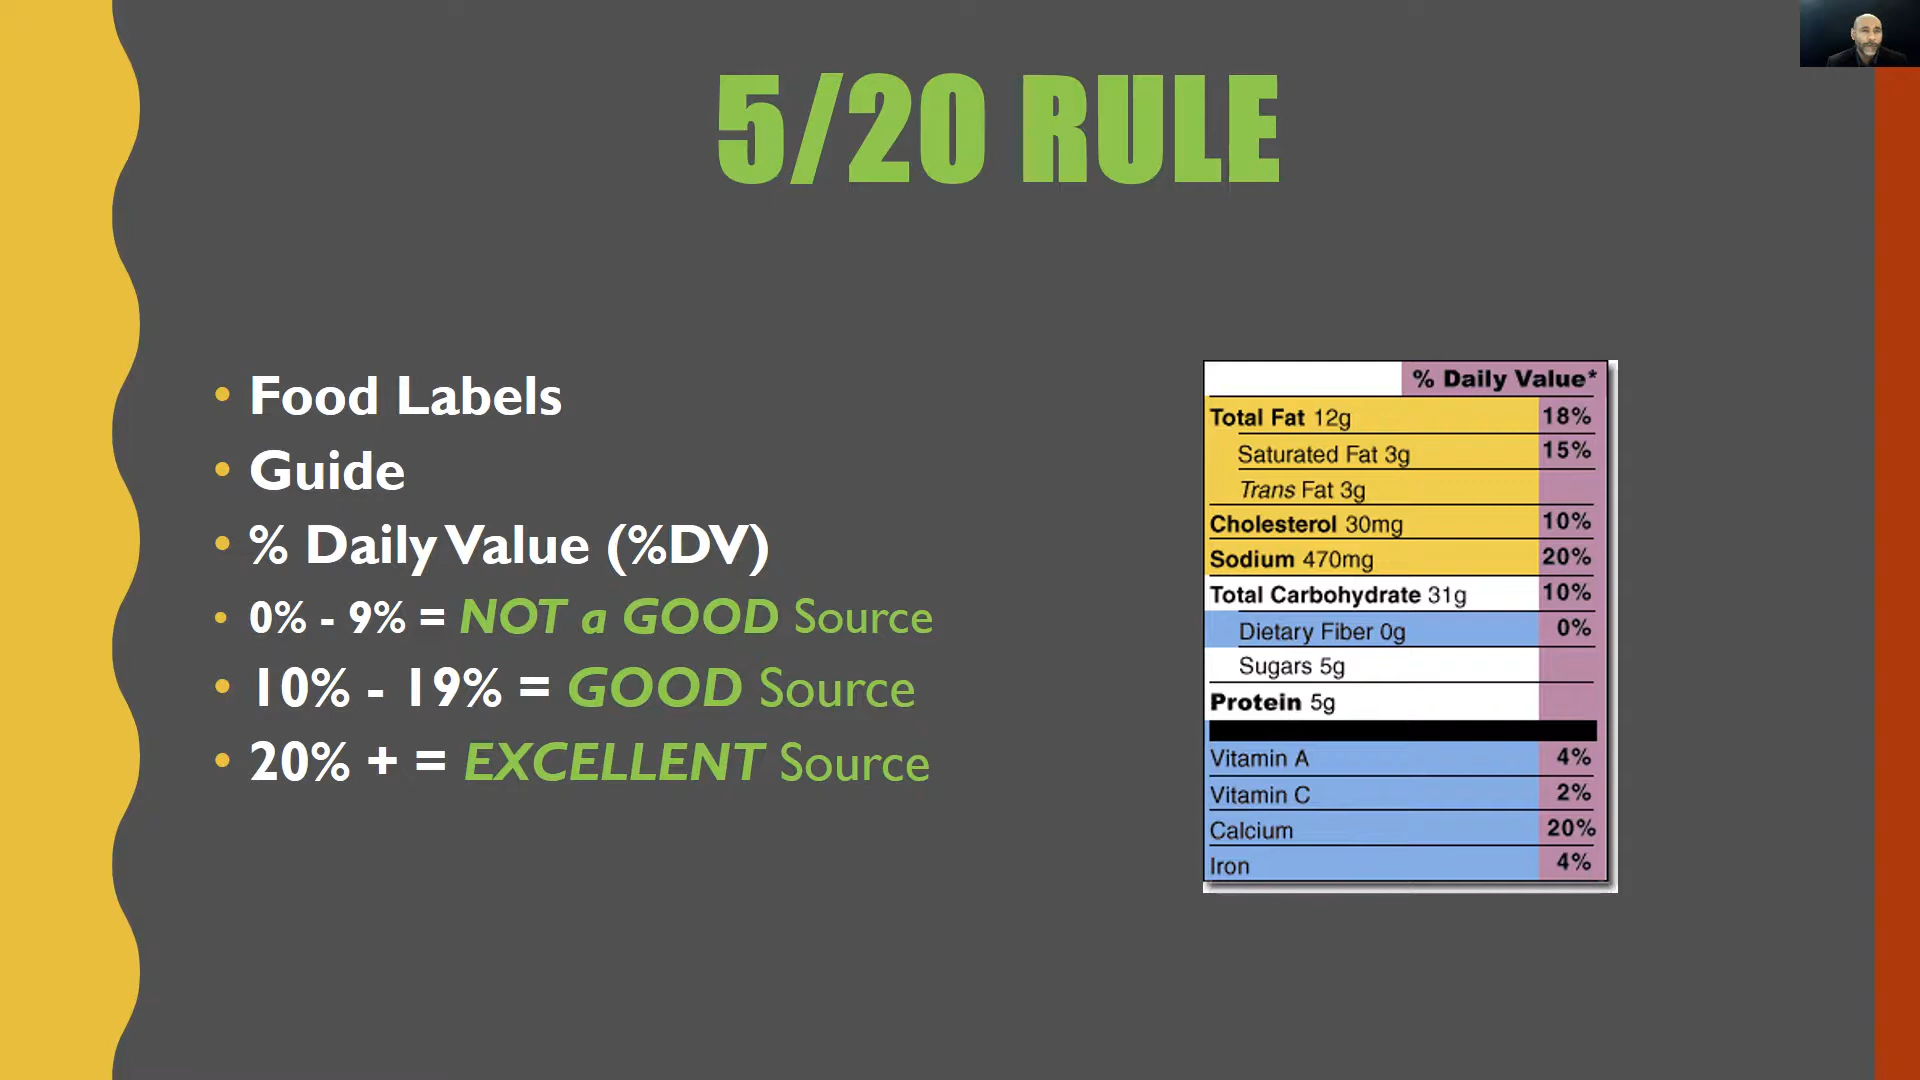 5/20 RULE
• Food Labels
• Guide
• % Daily Value (%DV)
• 0% - 9% = NOT a GOOD Source
• 10% - 19% = GOOD Source
• 20% + = EXCELLENT Source
% Daily Value*
Total Fat 12g 18%
Saturated Fat 3g 15%
Trans Fat 3g
Cholesterol 30mg 10%
Sodium 470mg 20%
Total Carbohydrate 31g 10%
Dietary Fiber 0g 0%
Sugars 5g
Protein 5g
Vitamin A 4%
Vitamin C 2%
Calcium 20%
Iron 4%